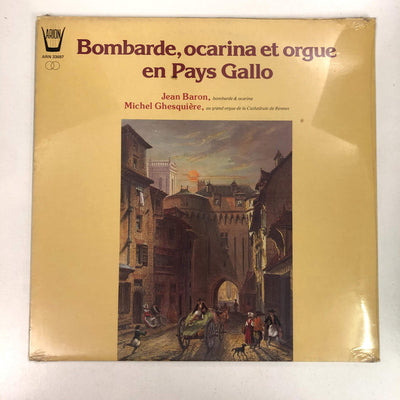 ARION
ARN 33687
Bombarde, ocarina et orgue
en Pays Gallo
Jean Baron, bombarde & ocarina
Michel Ghesquière, au grand orgue de la Cathédrale de Rennes